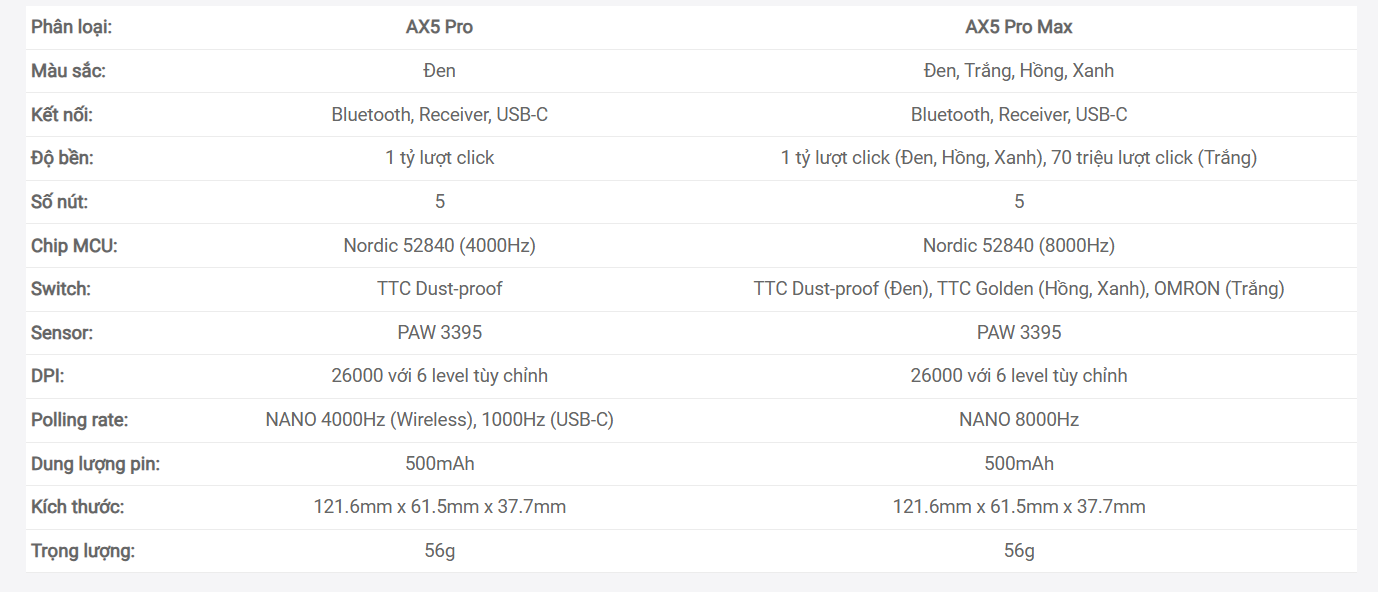 Phân loại: AX5 Pro AX5 Pro Max
Màu sắc: Đen Đen, Trắng, Hồng, Xanh
Kết nối: Bluetooth, Receiver, USB-C Bluetooth, Receiver, USB-C
Độ bền: 1 tỷ lượt click 1 tỷ lượt click (Đen, Hồng, Xanh), 70 triệu lượt click (Trắng)
Số nút: 5 5
Chip MCU: Nordic 52840 (4000Hz) Nordic 52840 (8000Hz)
Switch: TTC Dust-proof TTC Dust-proof (Đen), TTC Golden (Hồng, Xanh), OMRON (Trắng)
Sensor: PAW 3395 PAW 3395
DPI: 26000 với 6 level tùy chỉnh 26000 với 6 level tùy chỉnh
Polling rate: NANO 4000Hz (Wireless), 1000Hz (USB-C) NANO 8000Hz
Dung lượng pin: 500mAh 500mAh
Kích thước: 121.6mm x 61.5mm x 37.7mm 121.6mm x 61.5mm x 37.7mm
Trọng lượng: 56g 56g